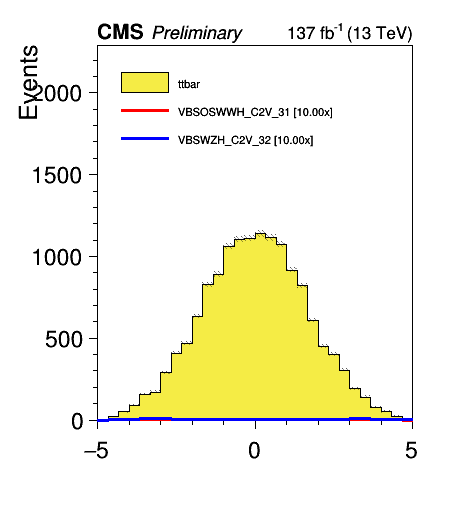 CMS Preliminary 137 fb-1 (13 TeV)
Events
2000
1500
1000
500
0
ttbar
VBSOSWWH_C2V_31 [10.00x]
VBSWZH_C2V_32 [10.00x]
−5 0 5